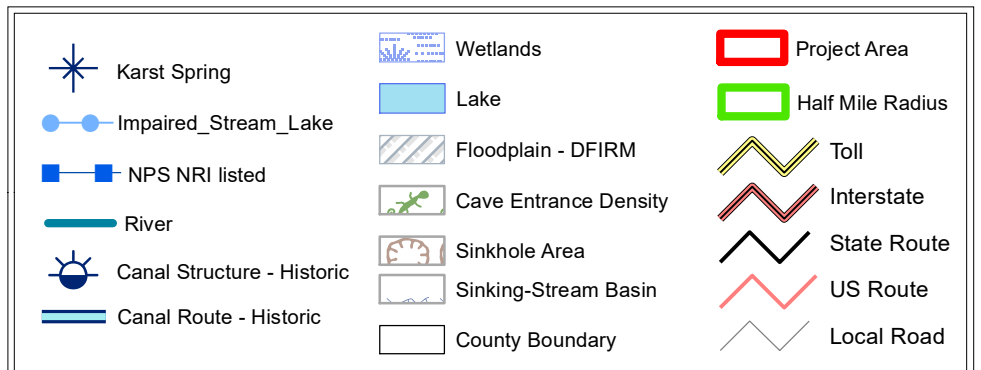 Karst Spring
Impaired_Stream_Lake
NPS NRI listed
River
Canal Structure - Historic
Canal Route - Historic
Wetlands
Lake
Floodplain - DFIRM
Cave Entrance Density
Sinkhole Area
Sinking-Stream Basin
County Boundary
Project Area
Half Mile Radius
Toll
Interstate
State Route
US Route
Local Road